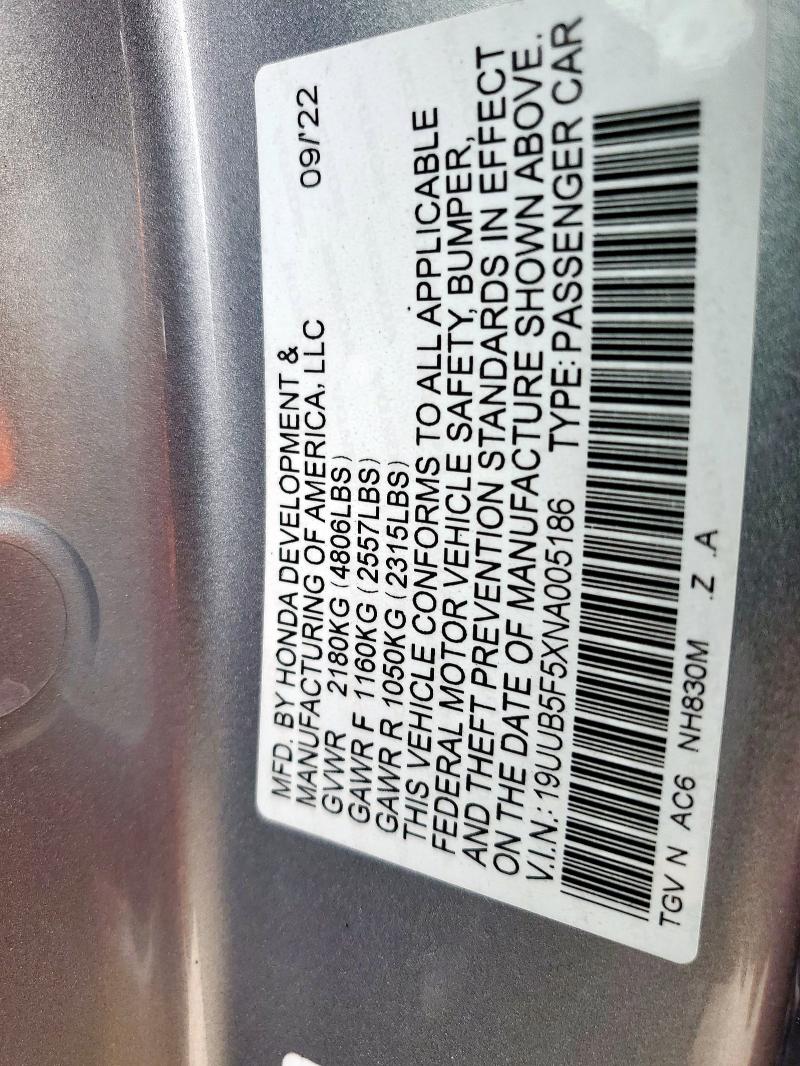 MFD. BY HONDA DEVELOPMENT &
MANUFACTURING OF AMERICA, LLC 09/'22
GVWR 2180KG (4806LBS)
GAWR F 1160KG (2557LBS)
GAWR R 1050KG (2315LBS)
THIS VEHICLE CONFORMS TO ALL APPLICABLE
FEDERAL MOTOR VEHICLE SAFETY, BUMPER,
AND THEFT PREVENTION STANDARDS IN EFFECT
ON THE DATE OF MANUFACTURE SHOWN ABOVE.
V.I.N.: 19UUB5F5XNA005186 TYPE: PASSENGER CAR
TGV N AC6 NH830M .Z .A